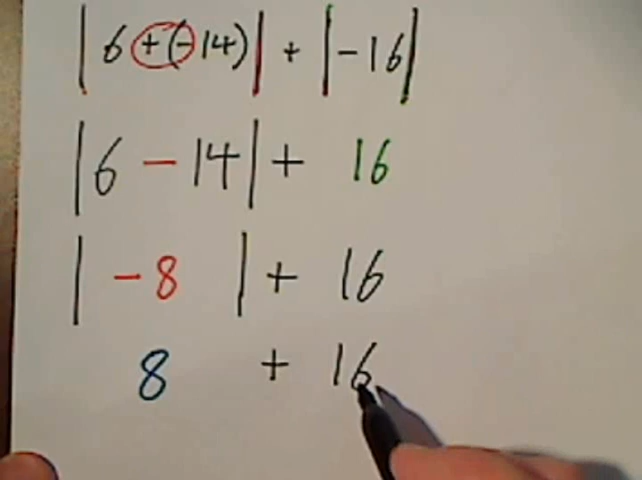 |6 + (-14)| + |-16|
|6 - 14| + 16
|-8| + 16
8 + 16